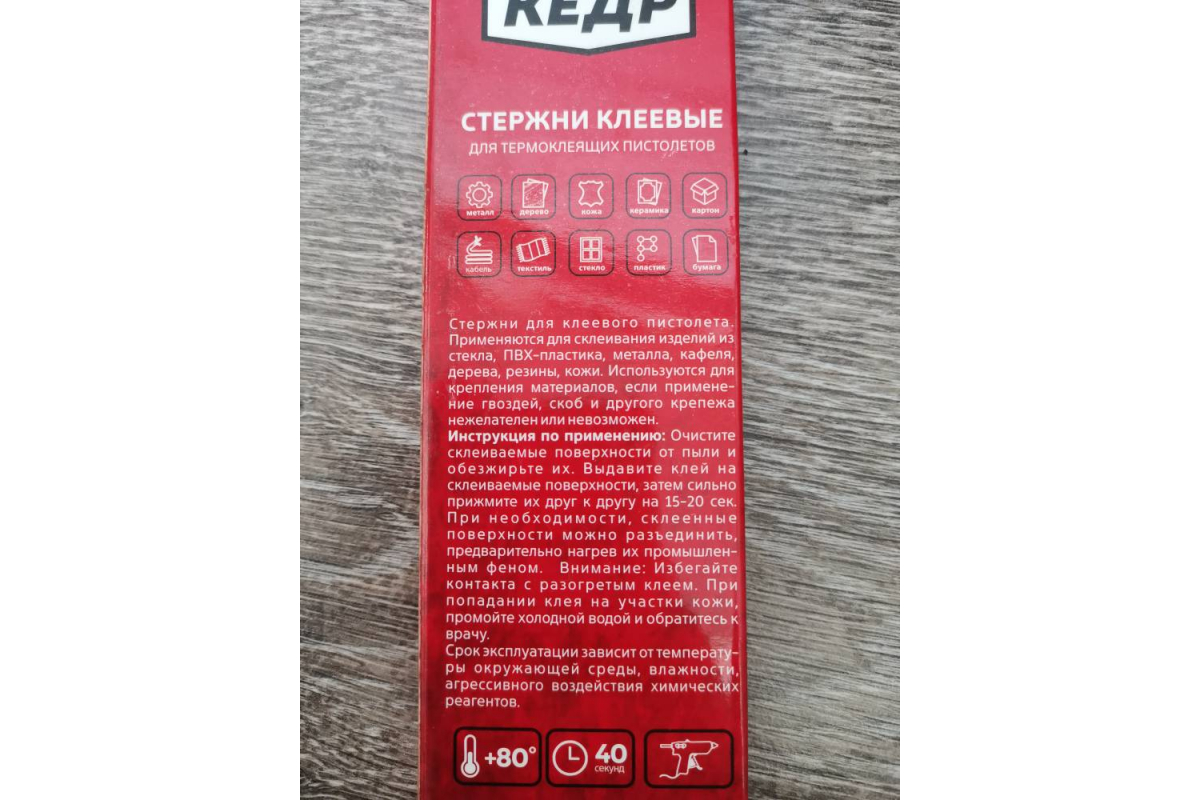 КЕДР
СТЕРЖНИ КЛЕЕВЫЕ
ДЛЯ ТЕРМОКЛЕЯЩИХ ПИСТОЛЕТОВ
металл дерево кожа керамика картон
кабель текстиль стекло пластик бумага
Стержни для клеевого пистолета.
Применяются для склеивания изделий из
стекла, ПВХ-пластика, металла, кафеля,
дерева, резины, кожи. Используются для
крепления материалов, если примене-
ние гвоздей, скоб и другого крепежа
нежелателен или невозможен.
Инструкция по применению: Очистите
склеиваемые поверхности от пыли и
обезжирьте их. Выдавите клей на
склеиваемые поверхности, затем сильно
прижмите их друг к другу на 15-20 сек.
При необходимости, склеенные
поверхности можно разъединить,
предварительно нагрев их промышлен-
ным феном. Внимание: Избегайте
контакта с разогретым клеем. При
попадании клея на участки кожи,
промойте холодной водой и обратитесь к
врачу.
Срок эксплуатации зависит от температу-
ры окружающей среды, влажности,
агрессивного воздействия химических
реагентов.
+80° 40
секунд